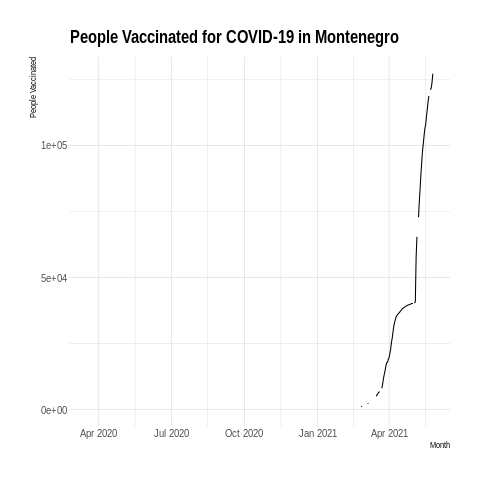 People Vaccinated for COVID-19 in Montenegro
People Vaccinated
1e+05
5e+04
0e+00
Apr 2020 Jul 2020 Oct 2020 Jan 2021 Apr 2021
Month